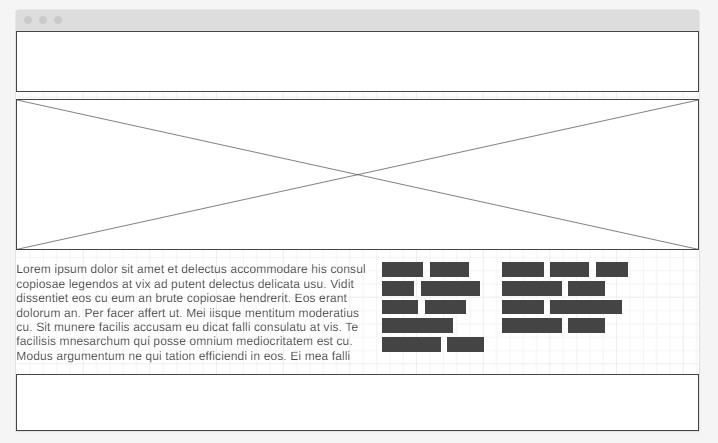 Lorem ipsum dolor sit amet et delectus accommodare his consul
copiosae legendos at vix ad putent delectus delicata usu. Vidit
dissentiet eos cu eum an brute copiosae hendrerit. Eos erant
dolorum an. Per facer affert ut. Mei iisque mentitum moderatius
cu. Sit munere facilis accusam eu dicat falli consulatu at vis. Te
facilisis mnesarchum qui posse omnium mediocritatem est cu.
Modus argumentum ne qui tation efficiendi in eos. Ei mea falli